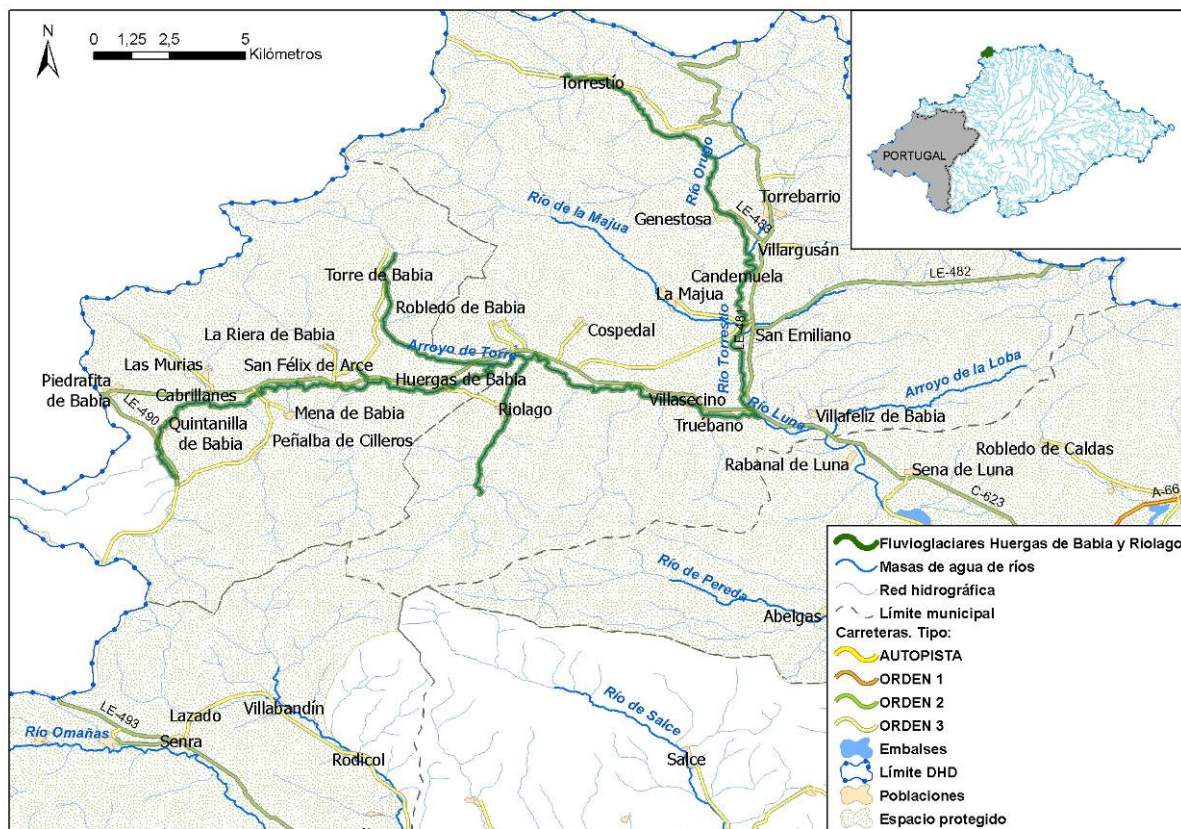 N
0 1,25 2,5 5
Kilómetros
PORTUGAL
Torrestío
Río Orugo
Torrebarrio
Río de la Majua
Genestosa
LE-433
Villargusán
Torre de Babia
Candemuela
LE-482
La Majua
Robledo de Babia
LE-481
San Emiliano
La Riera de Babia
Cospedal
Arroyo de Torre
Río Torrestío
Arroyo de la Loba
Las Murias
San Félix de Arce
Piedrafita
de Babia
Huergas de Babia
Cabrillanes
Villasecino
Río Luna
LE-490
Mena de Babia
Riolago
Villafeliz de Babia
Quintanilla
de Babia
Truébano
Peñalba de Cilleros
Robledo de Caldas
Rabanal de Luna
Sena de Luna
C-623
A-66
Río de Pereda
Abelgas
Río de Salce
LE-493
Lazado
Villabandín
Río Omañas
Senra
Rodicol
Salce
Fluvioglaciares Huergas de Babia y Riolago
Masas de agua de ríos
Red hidrográfica
Límite municipal
Carreteras. Tipo:
AUTOPISTA
ORDEN 1
ORDEN 2
ORDEN 3
Embalses
Límite DHD
Poblaciones
Espacio protegido